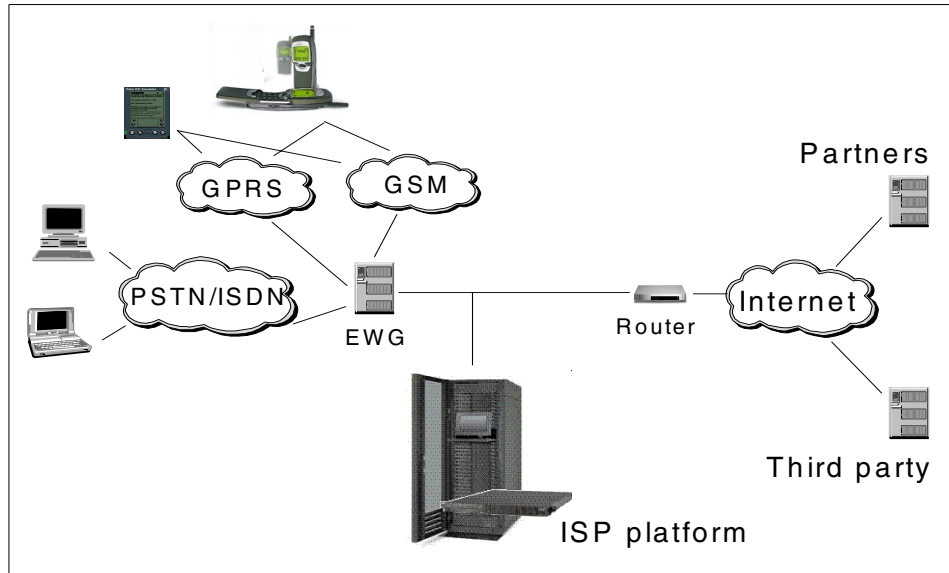 GPRS
GSM
Partners
PSTN/ISDN
EWG
Router
Internet
Third party
ISP platform